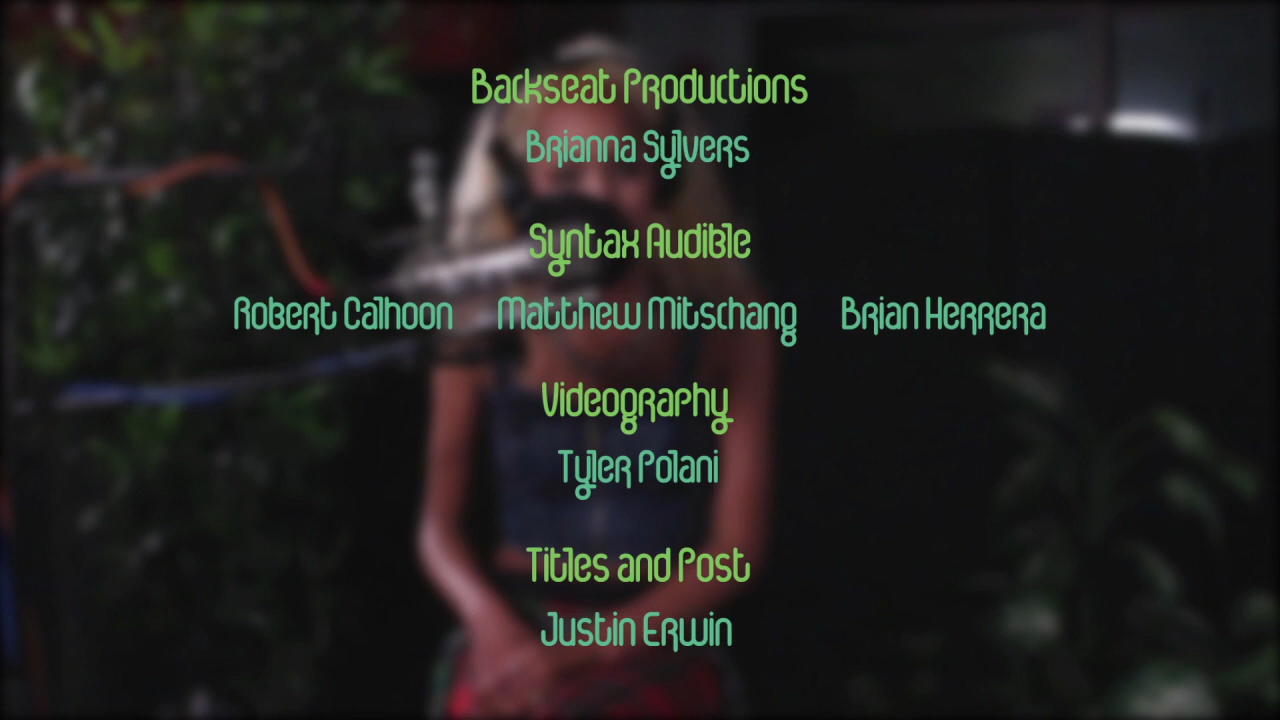 Backseat Productions
Brianna Sylvers
Syntax Audible
Robert Calhoon Matthew Mitschang Brian Herrera
Videography
Tyler Polani
Titles and Post
Justin Erwin